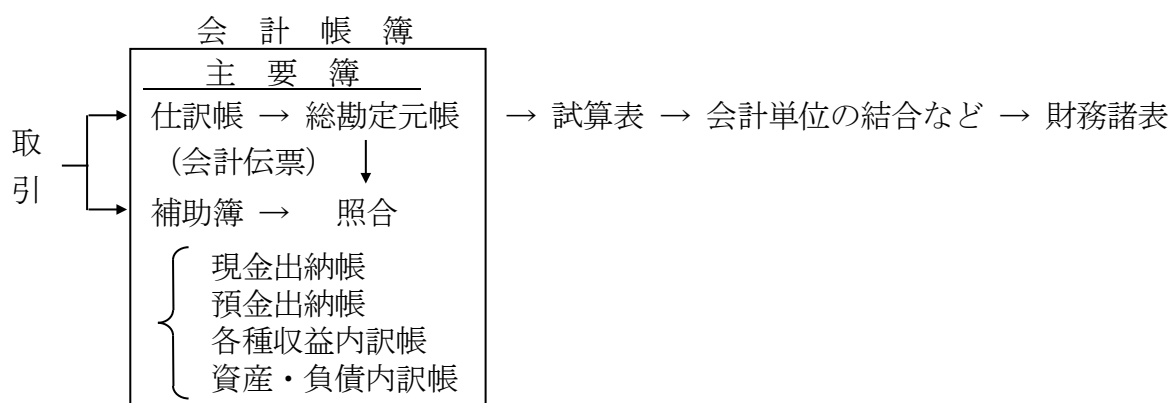 会 計 帳 簿
主 要 簿
取引
仕訳帳 → 総勘定元帳 → 試算表 → 会計単位の結合など → 財務諸表
(会計伝票)
補助簿 → 照合
現金出納帳
預金出納帳
各種収益内訳帳
資産・負債内訳帳